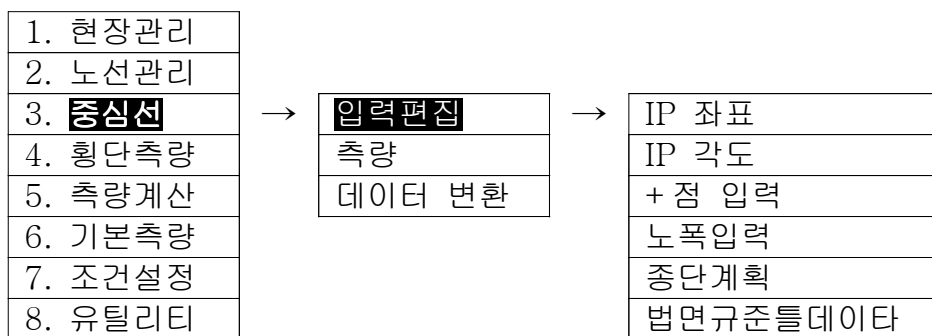 1. 현장관리
2. 노선관리
3. 중심선 → 입력편집 → IP 좌표
4. 횡단측량 측량 IP 각도
5. 측량계산 데이터 변환 +점 입력
6. 기본측량 노폭입력
7. 조건설정 종단계획
8. 유틸리티 법면규준틀데이타